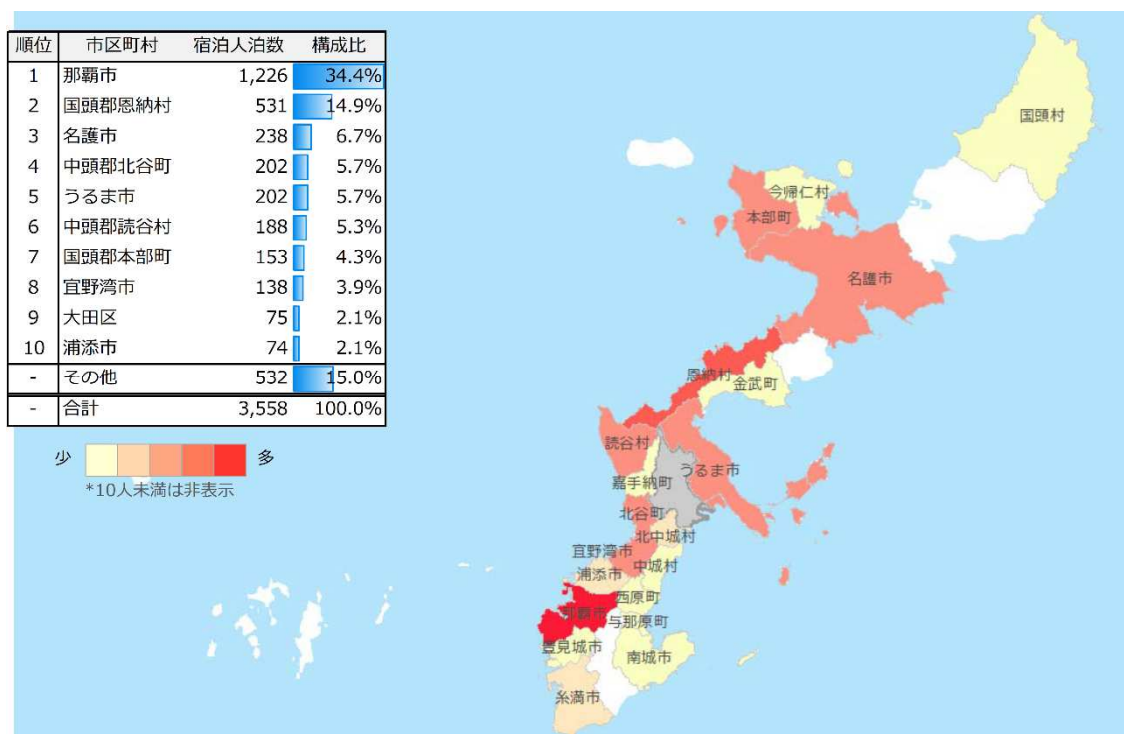 順位 市区町村 宿泊人泊数 構成比
1 那覇市 1,226 34.4%
2 国頭郡恩納村 531 14.9%
3 名護市 238 6.7%
4 中頭郡北谷町 202 5.7%
5 うるま市 202 5.7%
6 中頭郡読谷村 188 5.3%
7 国頭郡本部町 153 4.3%
8 宜野湾市 138 3.9%
9 大田区 75 2.1%
10 浦添市 74 2.1%
- その他 532 15.0%
- 合計 3,558 100.0%
少 多
*10人未満は非表示
国頭村
今帰仁村
本部町
名護市
恩納村
金武町
読谷村
うるま市
嘉手納町
北谷町
北中城村
宜野湾市
中城村
浦添市
西原町
那覇市
与那原町
豊見城市
南城市
糸満市